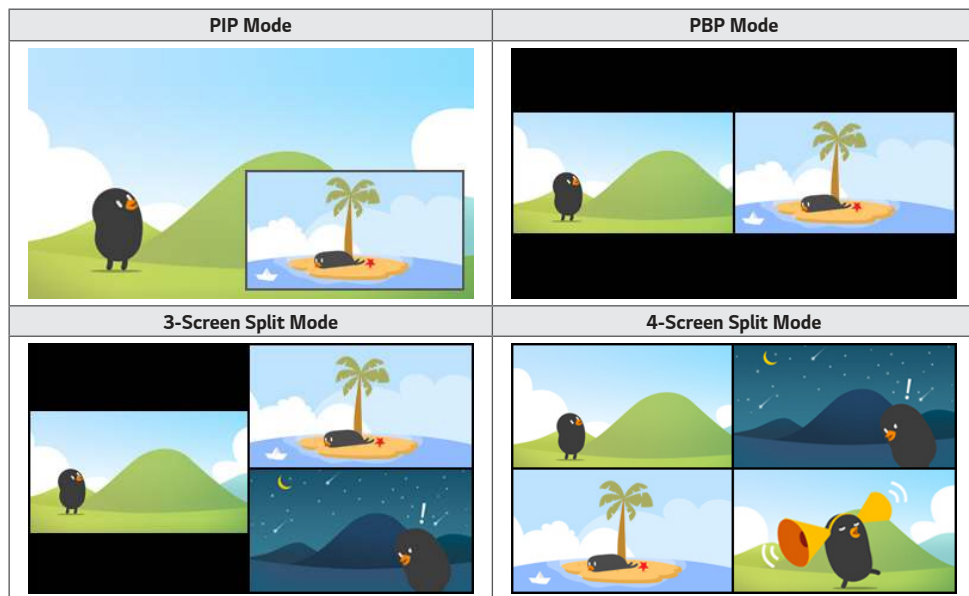 PIP Mode
PBP Mode
3-Screen Split Mode
4-Screen Split Mode